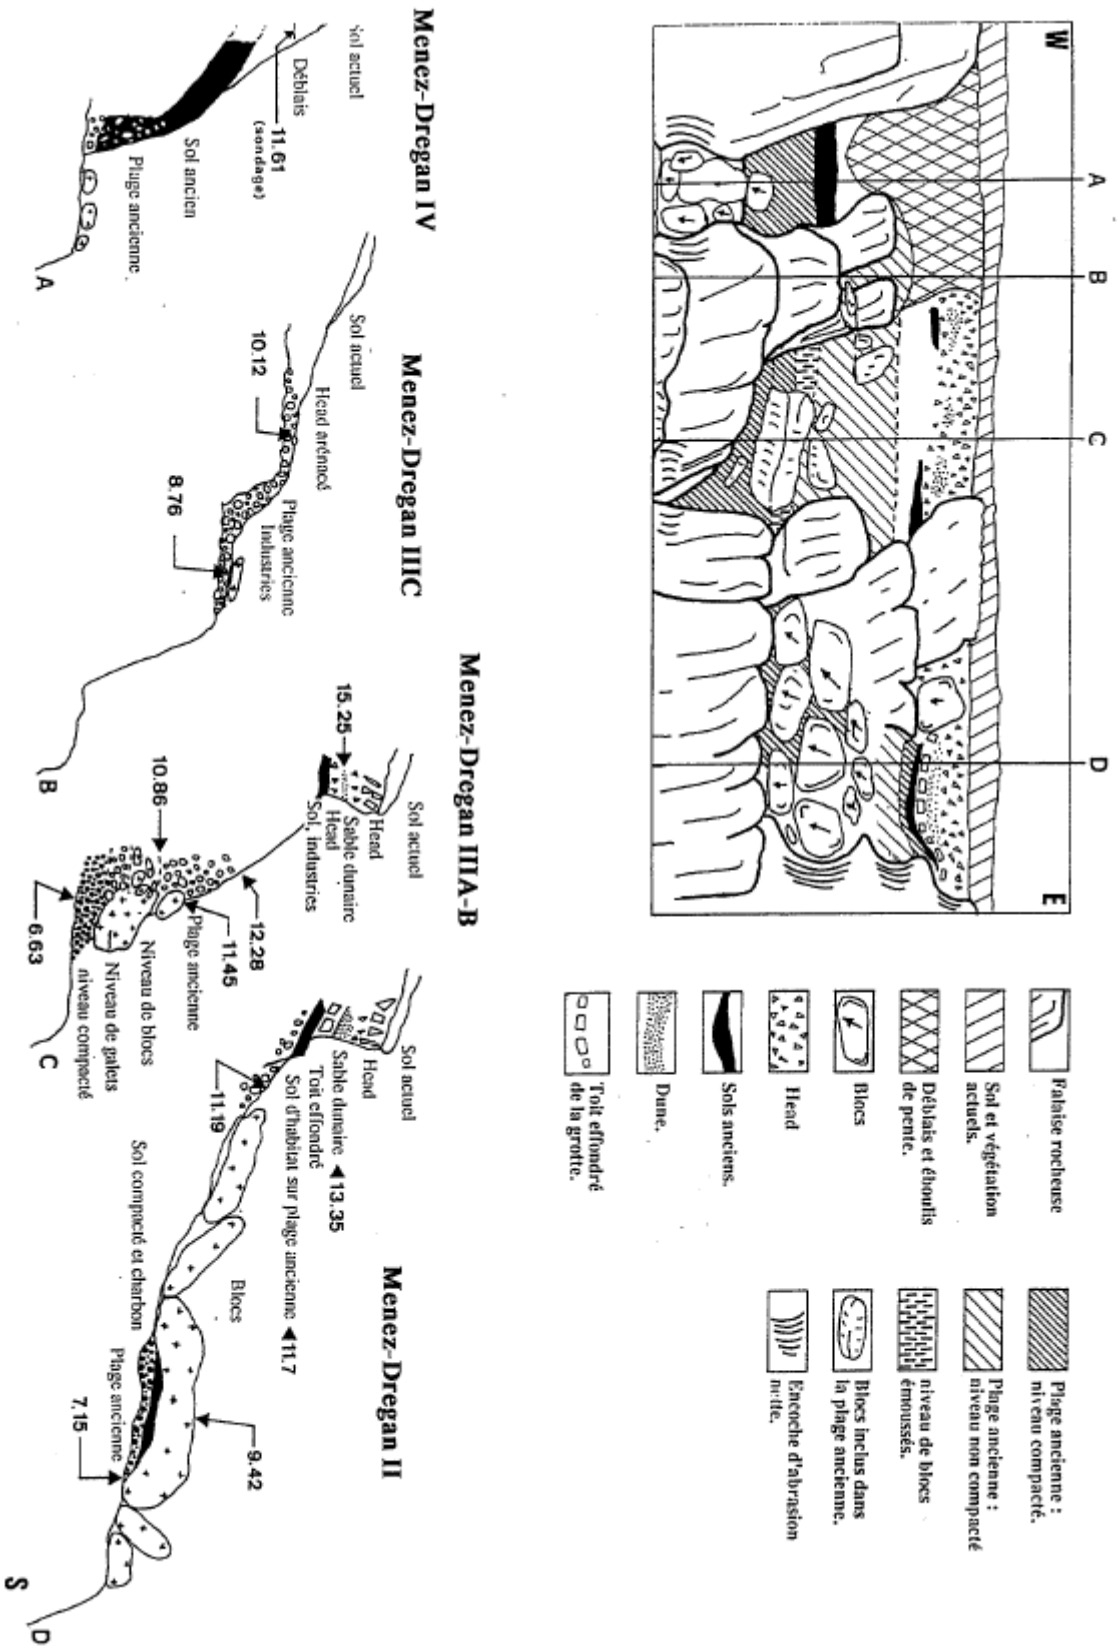 W
E
A
B
C
D
Falaise rocheuse
Sol et végétation
actuels.
Déblais et éboulis
de pente.
Blocs
Head
Sols anciens.
Dune.
Toit effondré
de la grotte.
Plage ancienne :
niveau compacté.
Plage ancienne :
niveau non compacté
niveau de blocs
émoussés.
Blocs inclus dans
la plage ancienne.
Encoche d'abrasion
nette.
Menez-Dregan IV
Sol actuel
Déblais
11.61
(sondage)
Sol ancien
Plage ancienne
A
Menez-Dregan IIIC
Sol actuel
Head arénacé
10.12
Plage ancienne
Industries
8.76
B
Menez-Dregan IIIA-B
Sol actuel
Head
Sable dunaire
Head
Sol, industries
15.25
12.28
11.45
Plage ancienne
10.86
Niveau de blocs
Niveau de galets
niveau compacté
6.63
C
Menez-Dregan II
Sol actuel
Head
Sable dunaire 13.35
Toit effondré
Sol d'habitat sur plage ancienne 11.7
11.19
Blocs
9.42
Sol compacté et charbon
Plage ancienne
7.15
S
D